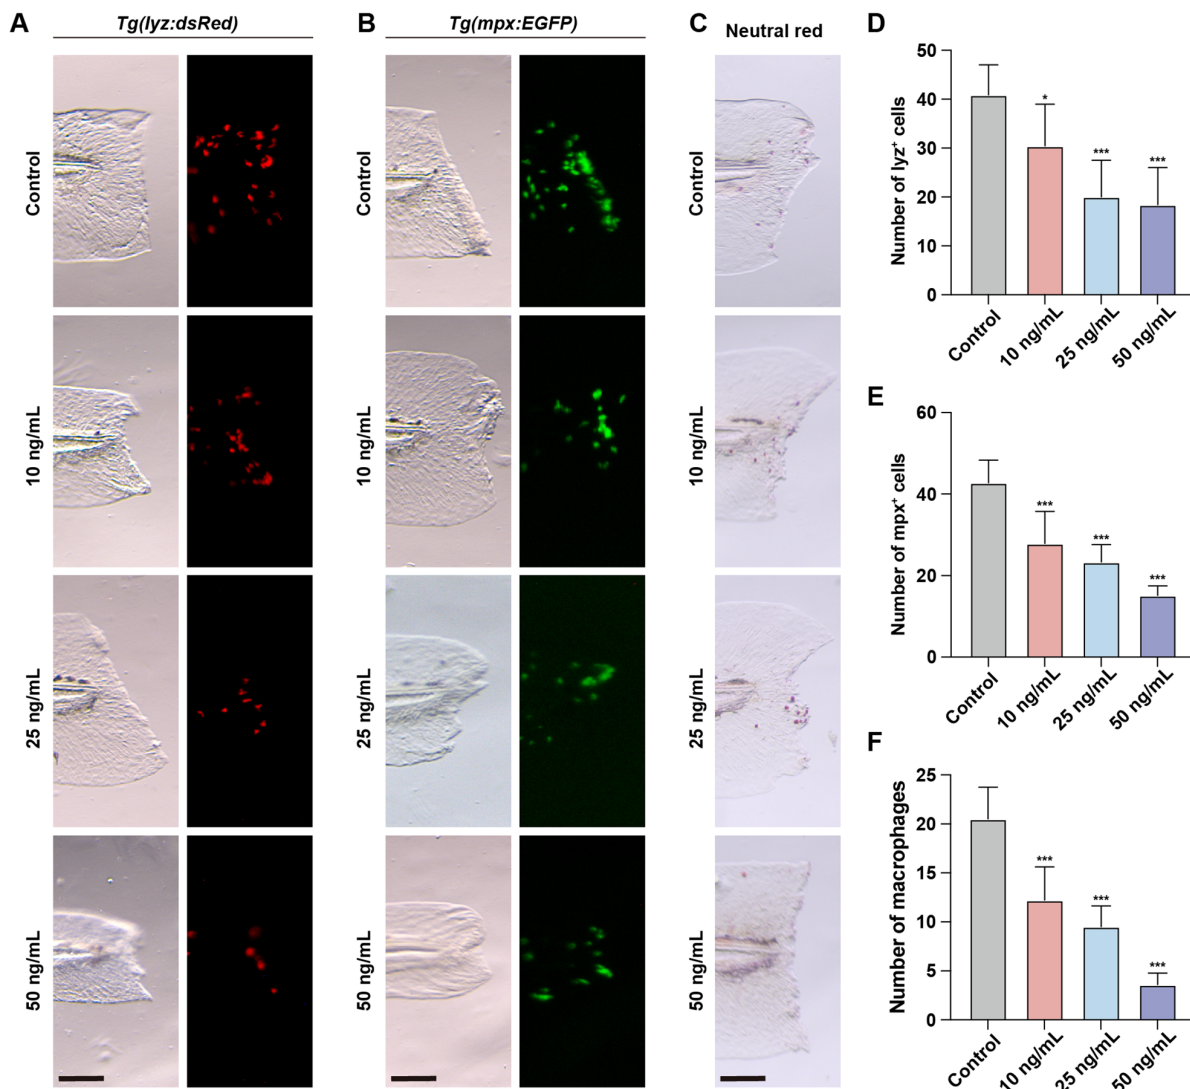 A
Tg(lyz:dsRed)
B
Tg(mpx:EGFP)
C
Neutral red
Control
10 ng/mL
25 ng/mL
50 ng/mL
Control
10 ng/mL
25 ng/mL
50 ng/mL
Control
10 ng/mL
25 ng/mL
50 ng/mL
D
Number of lyz⁺ cells
50
40
30
20
10
0
*
***
***
Control
10 ng/mL
25 ng/mL
50 ng/mL
E
Number of mpx⁺ cells
60
40
20
0
***
***
***
Control
10 ng/mL
25 ng/mL
50 ng/mL
F
Number of macrophages
25
20
15
10
5
0
***
***
***
Control
10 ng/mL
25 ng/mL
50 ng/mL